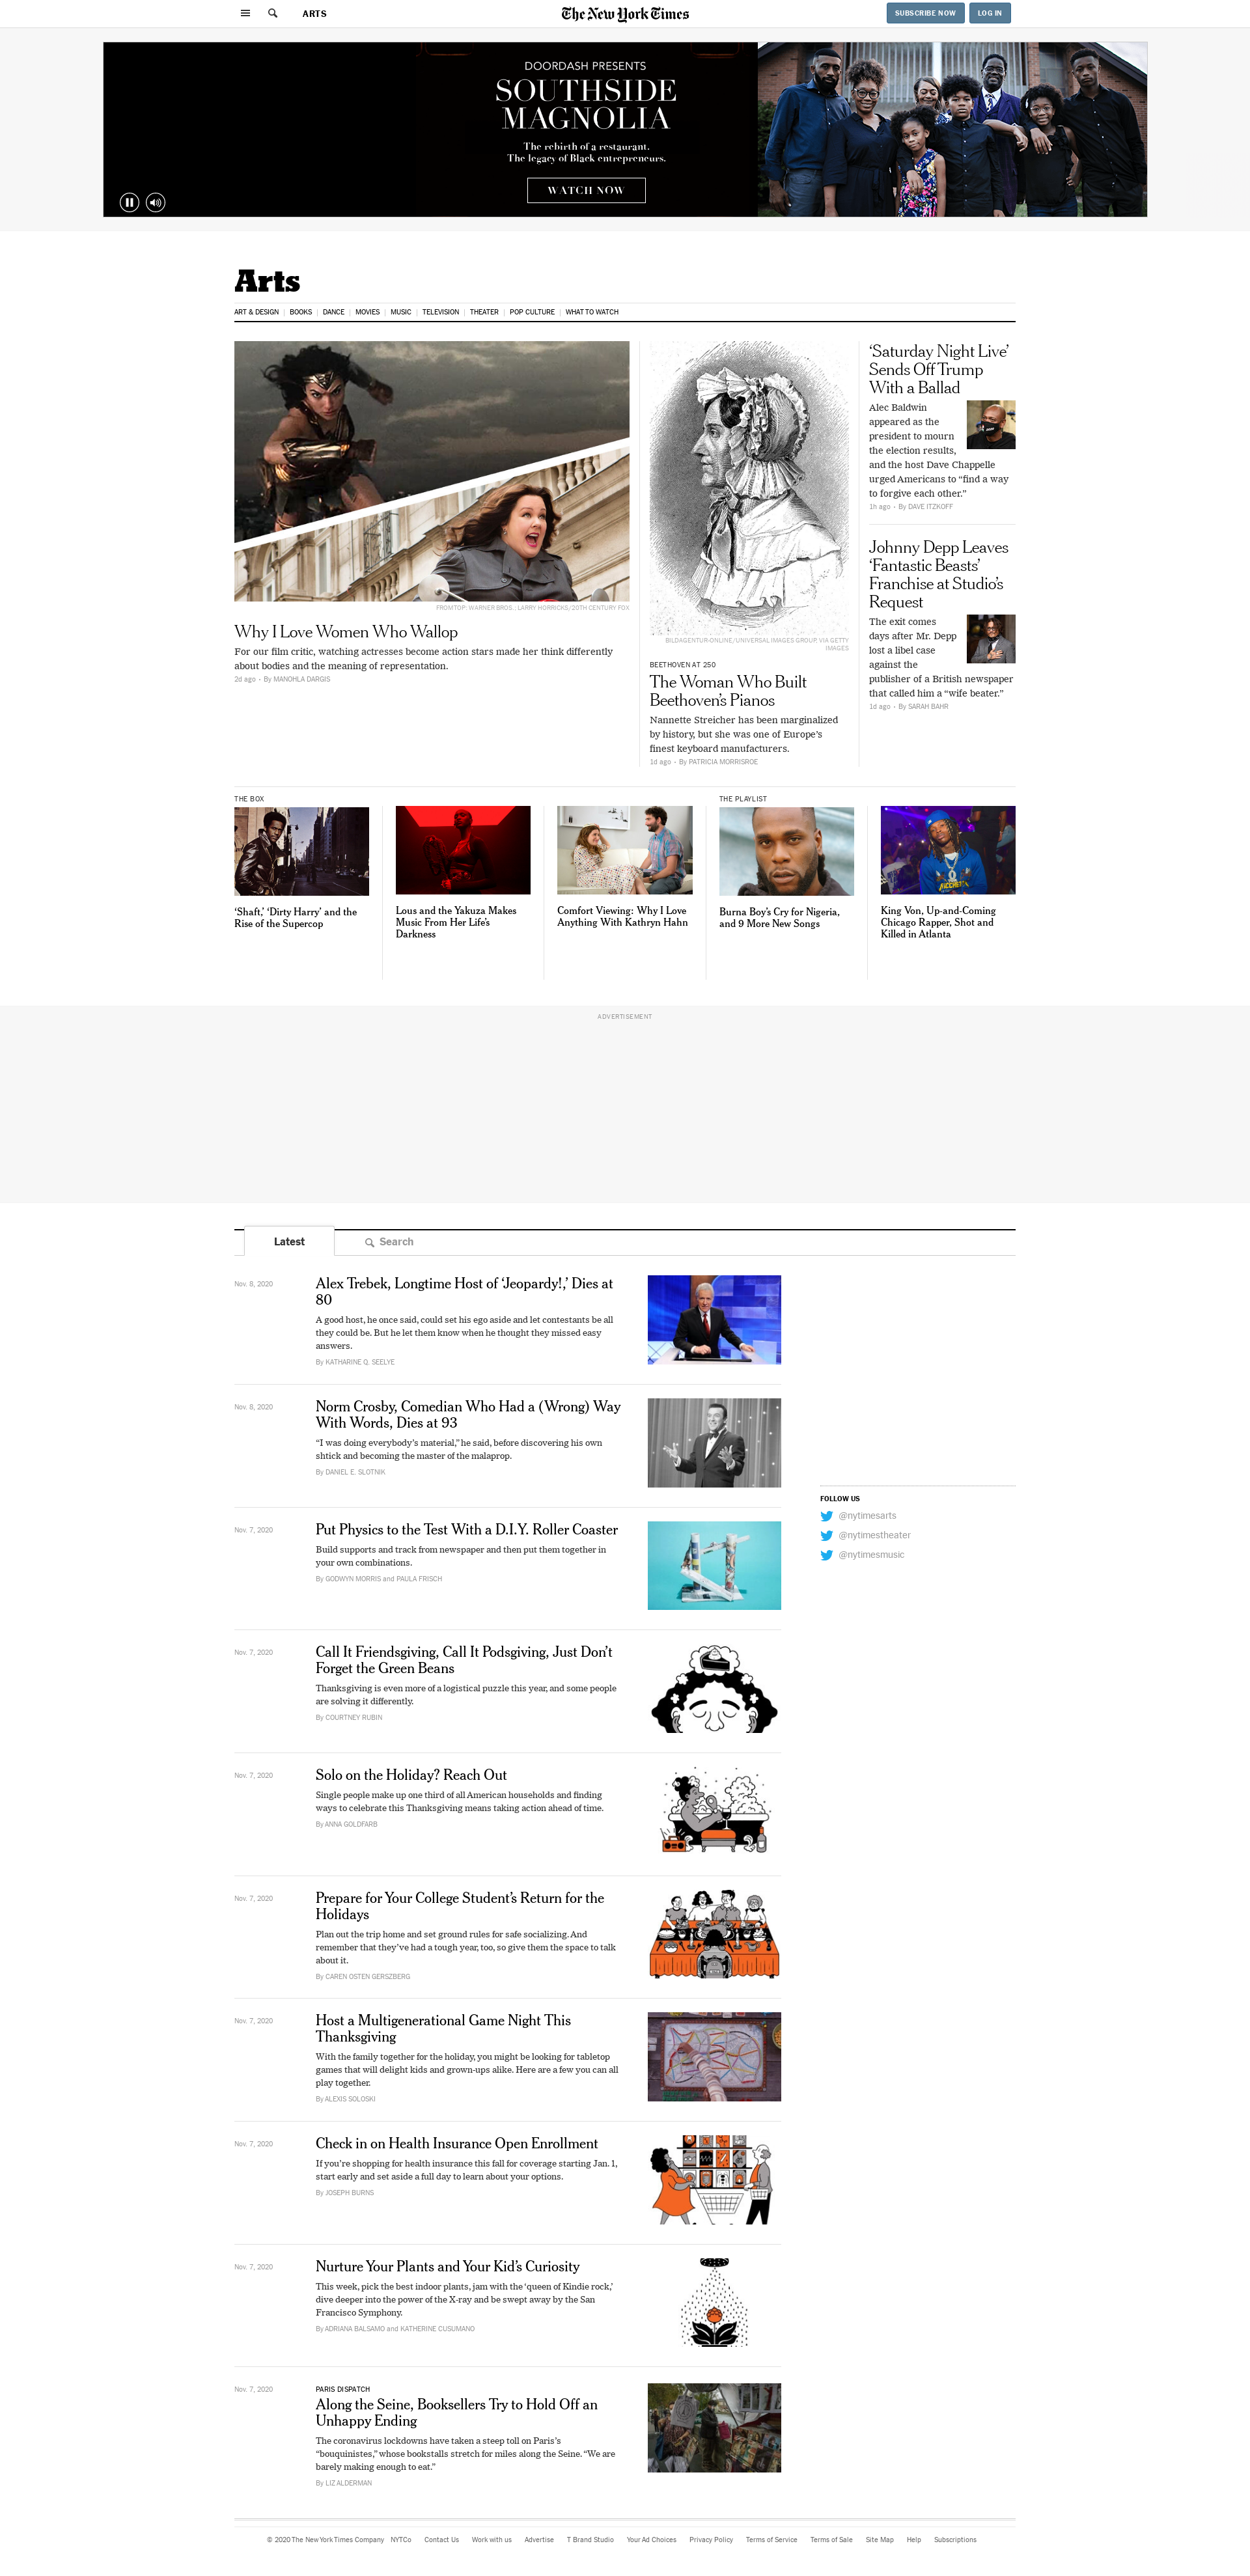 ARTS
The New York Times
SUBSCRIBE NOW
LOG IN
DOORDASH PRESENTS
SOUTHSIDE
MAGNOLIA
The rebirth of a restaurant.
The legacy of Black entrepreneurs.
WATCH NOW
Arts
ART & DESIGN | BOOKS | DANCE | MOVIES | MUSIC | TELEVISION | THEATER | POP CULTURE | WHAT TO WATCH
FROM TOP: WARNER BROS.; LARRY HORRICKS/20TH CENTURY FOX
Why I Love Women Who Wallop
For our film critic, watching actresses become action stars made her think differently
about bodies and the meaning of representation.
2d ago • By MANOHLA DARGIS
BILDAGENTUR-ONLINE/UNIVERSAL IMAGES GROUP, VIA GETTY
IMAGES
BEETHOVEN AT 250
The Woman Who Built
Beethoven’s Pianos
Nannette Streicher has been marginalized
by history, but she was one of Europe’s
finest keyboard manufacturers.
1d ago • By PATRICIA MORRISROE
‘Saturday Night Live’
Sends Off Trump
With a Ballad
Alec Baldwin
appeared as the
president to mourn
the election results,
and the host Dave Chappelle
urged Americans to “find a way
to forgive each other.”
1h ago • By DAVE ITZKOFF
Johnny Depp Leaves
‘Fantastic Beasts’
Franchise at Studio’s
Request
The exit comes
days after Mr. Depp
lost a libel case
against the
publisher of a British newspaper
that called him a “wife beater.”
1d ago • By SARAH BAHR
THE BOX
‘Shaft,’ ‘Dirty Harry’ and the
Rise of the Supercop
Lous and the Yakuza Makes
Music From Her Life’s
Darkness
Comfort Viewing: Why I Love
Anything With Kathryn Hahn
THE PLAYLIST
Burna Boy’s Cry for Nigeria,
and 9 More New Songs
King Von, Up-and-Coming
Chicago Rapper, Shot and
Killed in Atlanta
ADVERTISEMENT
Latest
Search
Nov. 8, 2020
Alex Trebek, Longtime Host of ‘Jeopardy!,’ Dies at
80
A good host, he once said, could set his ego aside and let contestants be all
they could be. But he let them know when he thought they missed easy
answers.
By KATHARINE Q. SEELYE
Nov. 8, 2020
Norm Crosby, Comedian Who Had a (Wrong) Way
With Words, Dies at 93
“I was doing everybody’s material,” he said, before discovering his own
shtick and becoming the master of the malaprop.
By DANIEL E. SLOTNIK
FOLLOW US
@nytimesarts
@nytimestheater
@nytimesmusic
Nov. 7, 2020
Put Physics to the Test With a D.I.Y. Roller Coaster
Build supports and track from newspaper and then put them together in
your own combinations.
By GODWYN MORRIS and PAULA FRISCH
Nov. 7, 2020
Call It Friendsgiving, Call It Podsgiving, Just Don’t
Forget the Green Beans
Thanksgiving is even more of a logistical puzzle this year, and some people
are solving it differently.
By COURTNEY RUBIN
Nov. 7, 2020
Solo on the Holiday? Reach Out
Single people make up one third of all American households and finding
ways to celebrate this Thanksgiving means taking action ahead of time.
By ANNA GOLDFARB
Nov. 7, 2020
Prepare for Your College Student’s Return for the
Holidays
Plan out the trip home and set ground rules for safe socializing. And
remember that they’ve had a tough year, too, so give them the space to talk
about it.
By CAREN OSTEN GERSZBERG
Nov. 7, 2020
Host a Multigenerational Game Night This
Thanksgiving
With the family together for the holiday, you might be looking for tabletop
games that will delight kids and grown-ups alike. Here are a few you can all
play together.
By ALEXIS SOLOSKI
Nov. 7, 2020
Check in on Health Insurance Open Enrollment
If you’re shopping for health insurance this fall for coverage starting Jan. 1,
start early and set aside a full day to learn about your options.
By JOSEPH BURNS
Nov. 7, 2020
Nurture Your Plants and Your Kid’s Curiosity
This week, pick the best indoor plants, jam with the ‘queen of Kindie rock,’
dive deeper into the power of the X-ray and be swept away by the San
Francisco Symphony.
By ADRIANA BALSAMO and KATHERINE CUSUMANO
Nov. 7, 2020
PARIS DISPATCH
Along the Seine, Booksellers Try to Hold Off an
Unhappy Ending
The coronavirus lockdowns have taken a steep toll on Paris’s
“bouquinistes,” whose bookstalls stretch for miles along the Seine. “We are
barely making enough to eat.”
By LIZ ALDERMAN
© 2020 The New York Times Company NYTCo Contact Us Work with us Advertise T Brand Studio Your Ad Choices Privacy Policy Terms of Service Terms of Sale Site Map Help Subscriptions